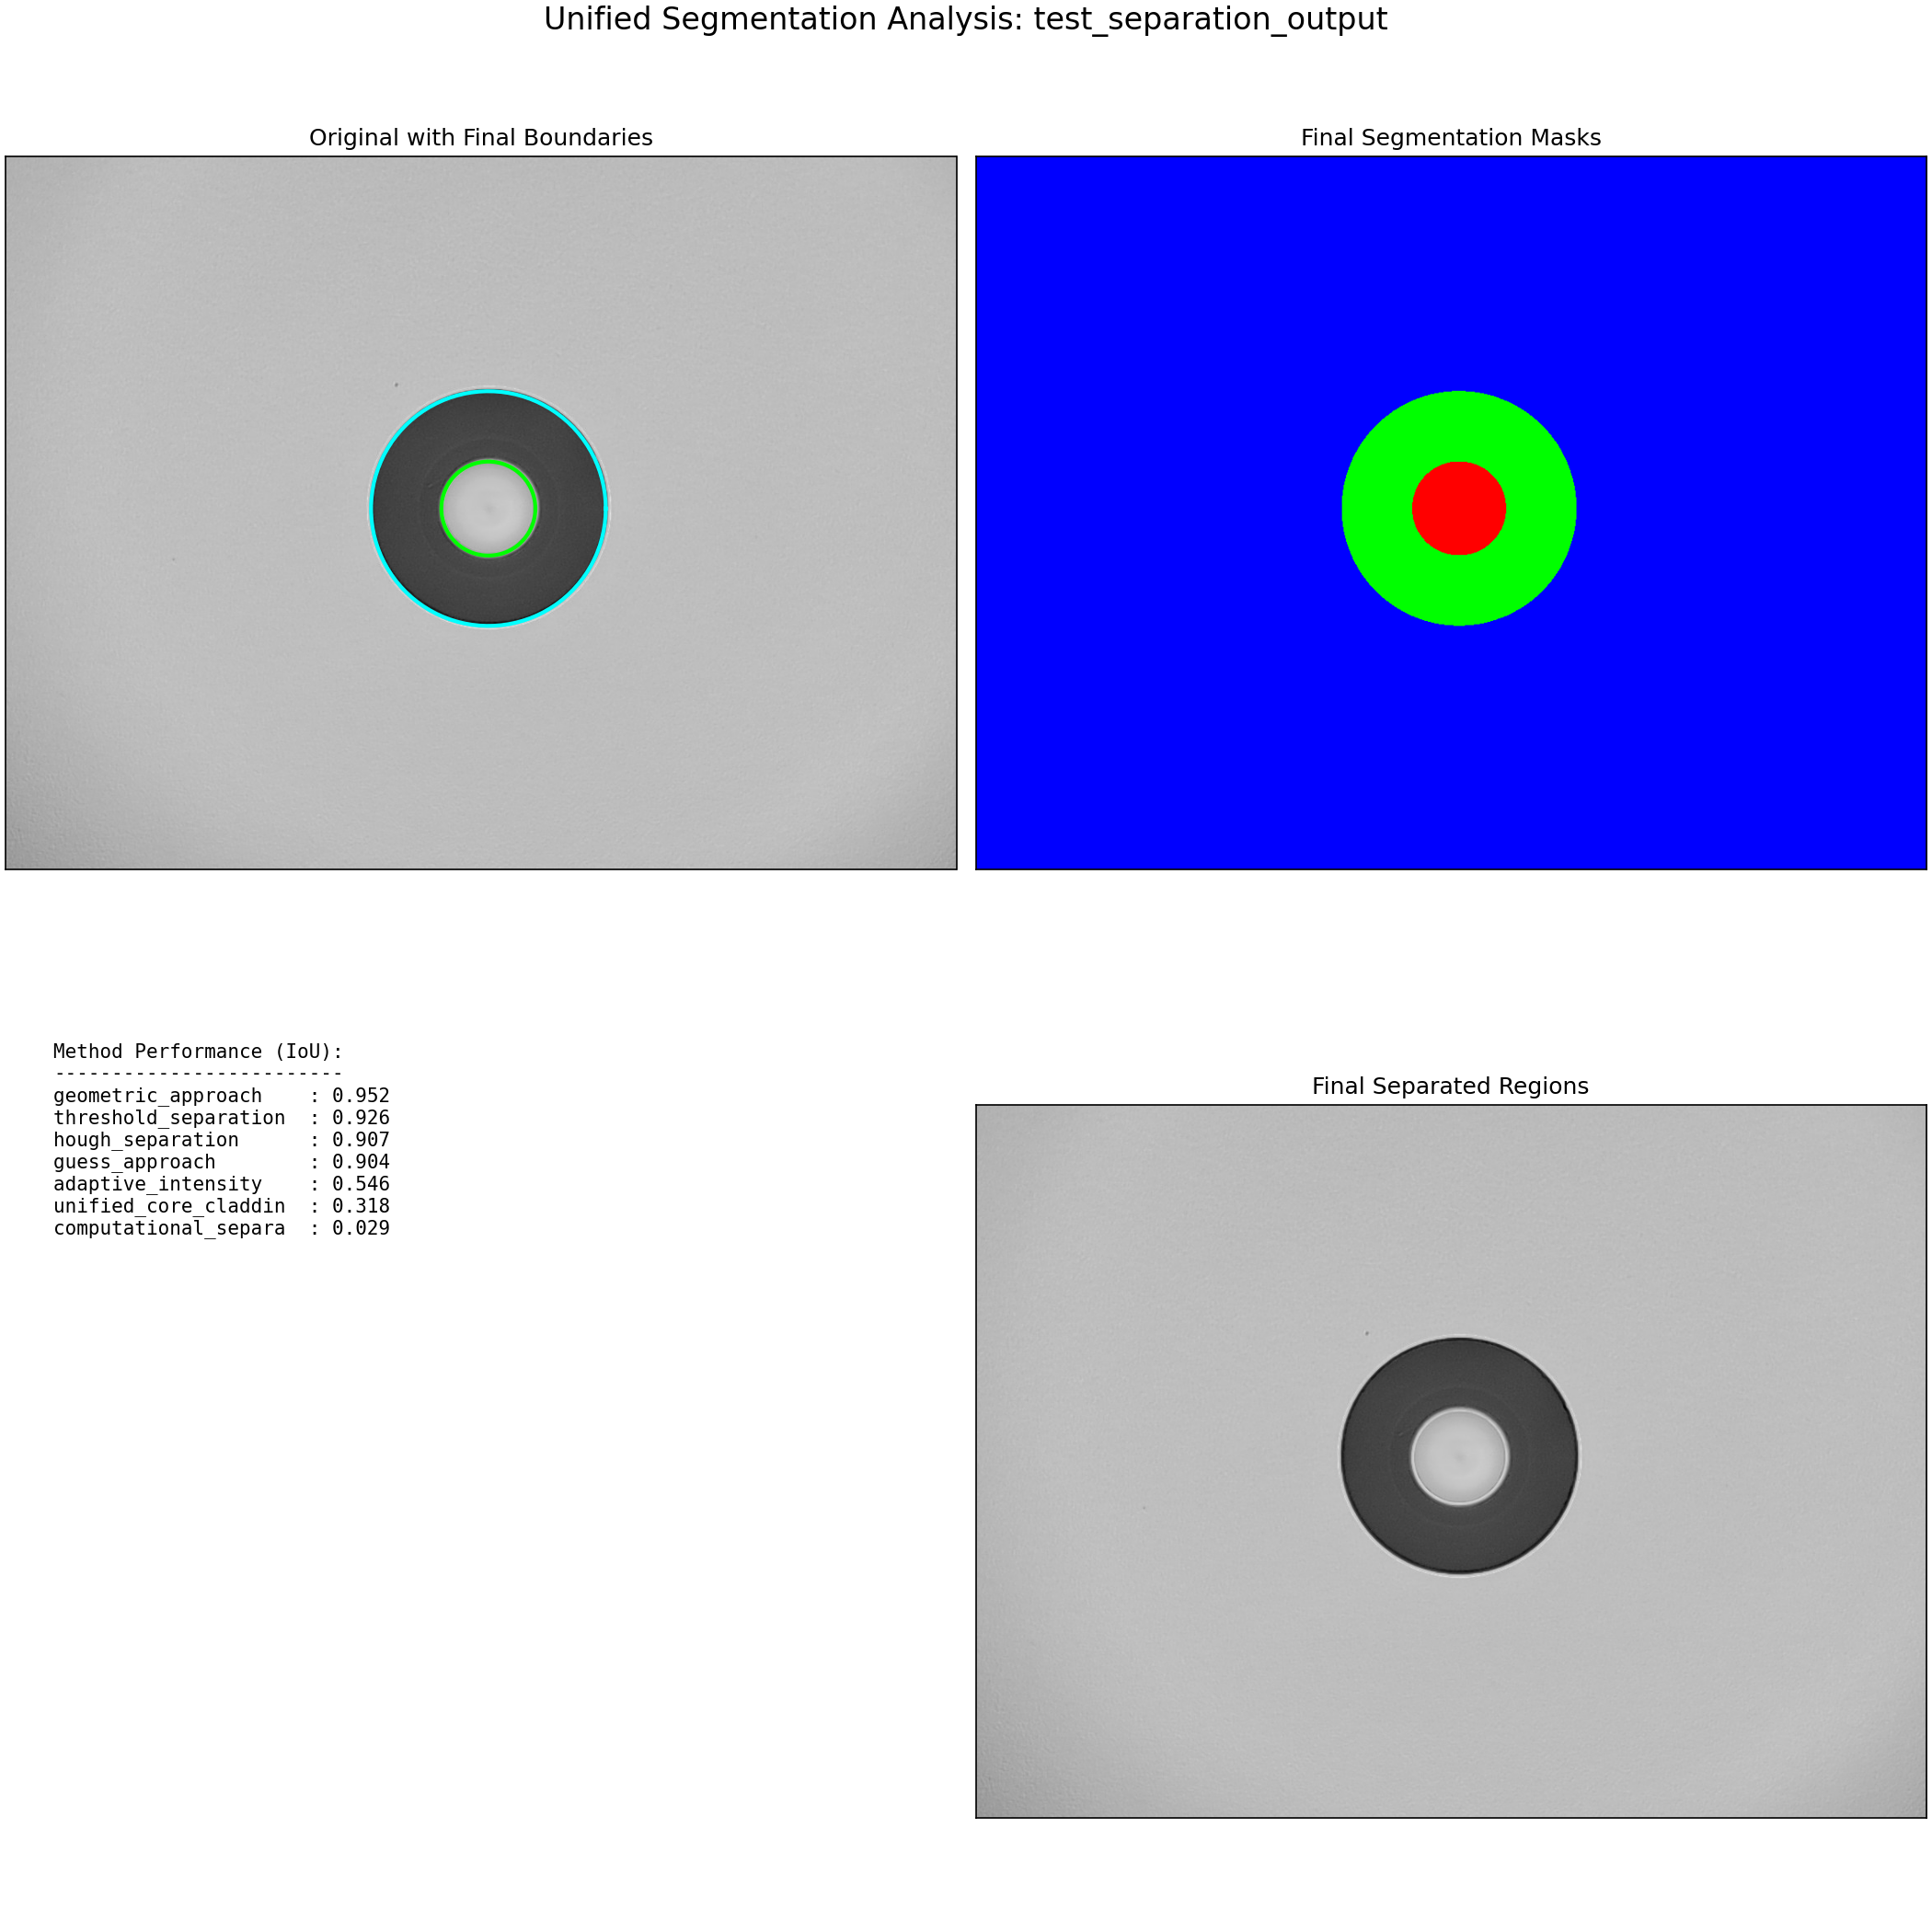 Unified Segmentation Analysis: test_separation_output
Original with Final Boundaries
Final Segmentation Masks
Method Performance (IoU):
-------------------------
geometric_approach    : 0.952
threshold_separation  : 0.926
hough_separation      : 0.907
guess_approach        : 0.904
adaptive_intensity    : 0.546
unified_core_claddin  : 0.318
computational_separa  : 0.029
Final Separated Regions